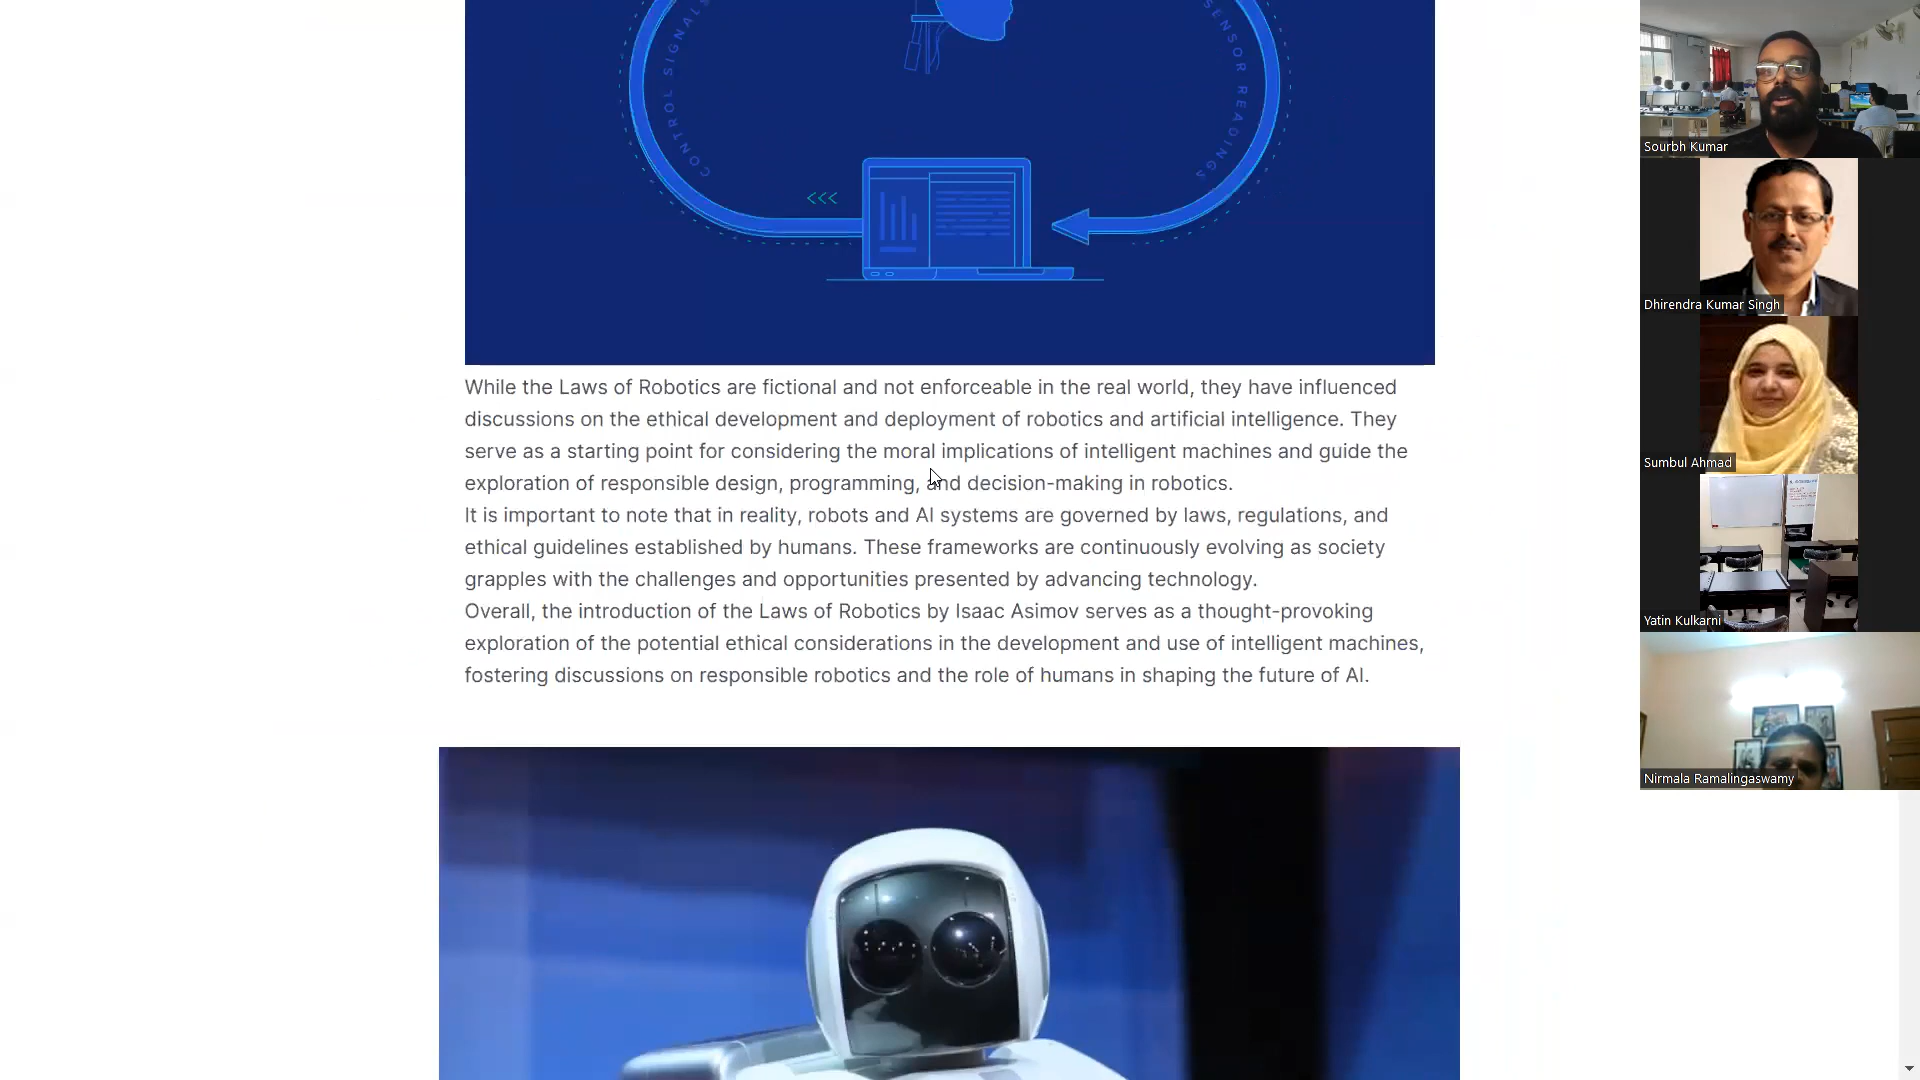 CONTROL SIGNALS
SENSOR READINGS
While the Laws of Robotics are fictional and not enforceable in the real world, they have influenced
discussions on the ethical development and deployment of robotics and artificial intelligence. They
serve as a starting point for considering the moral implications of intelligent machines and guide the
exploration of responsible design, programming, and decision-making in robotics.
It is important to note that in reality, robots and AI systems are governed by laws, regulations, and
ethical guidelines established by humans. These frameworks are continuously evolving as society
grapples with the challenges and opportunities presented by advancing technology.
Overall, the introduction of the Laws of Robotics by Isaac Asimov serves as a thought-provoking
exploration of the potential ethical considerations in the development and use of intelligent machines,
fostering discussions on responsible robotics and the role of humans in shaping the future of AI.
Sourbh Kumar
Dhirendra Kumar Singh
Sumbul Ahmad
Yatin Kulkarni
Nirmala Ramalingaswamy